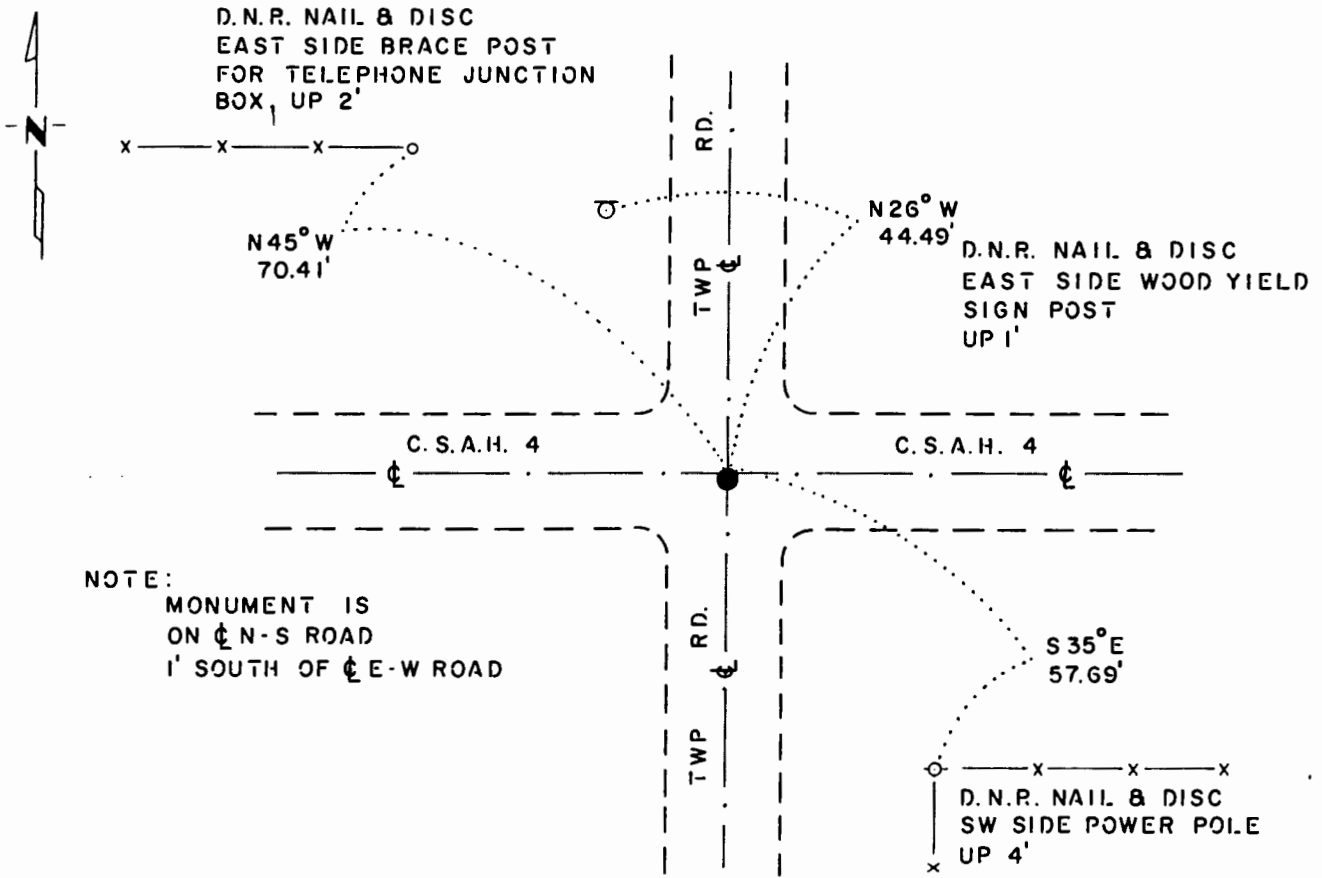 D.N.R. NAIL & DISC
EAST SIDE BRACE POST
FOR TELEPHONE JUNCTION
BOX, UP 2'
N
x x x
N45°W
70.41'
TWP ℄ RD.
N26°W
44.49'
D.N.R. NAIL & DISC
EAST SIDE WOOD YIELD
SIGN POST
UP 1'
C.S.A.H. 4
C.S.A.H. 4
℄
℄
NOTE:
MONUMENT IS
ON ℄ N-S ROAD
1' SOUTH OF ℄ E-W ROAD
TWP ℄ RD.
S35°E
57.69'
x x x
D.N.R. NAIL & DISC
SW SIDE POWER POLE
UP 4'
x